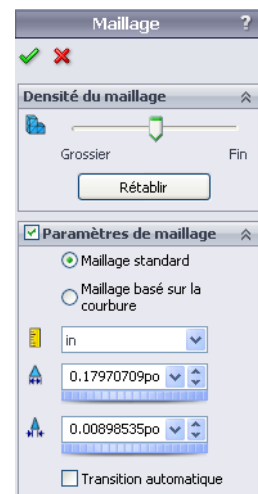 Maillage ?
Densité du maillage
Grossier Fin
Rétablir
Paramètres de maillage
Maillage standard
Maillage basé sur la
courbure
in
0.17970709po
0.00898535po
Transition automatique